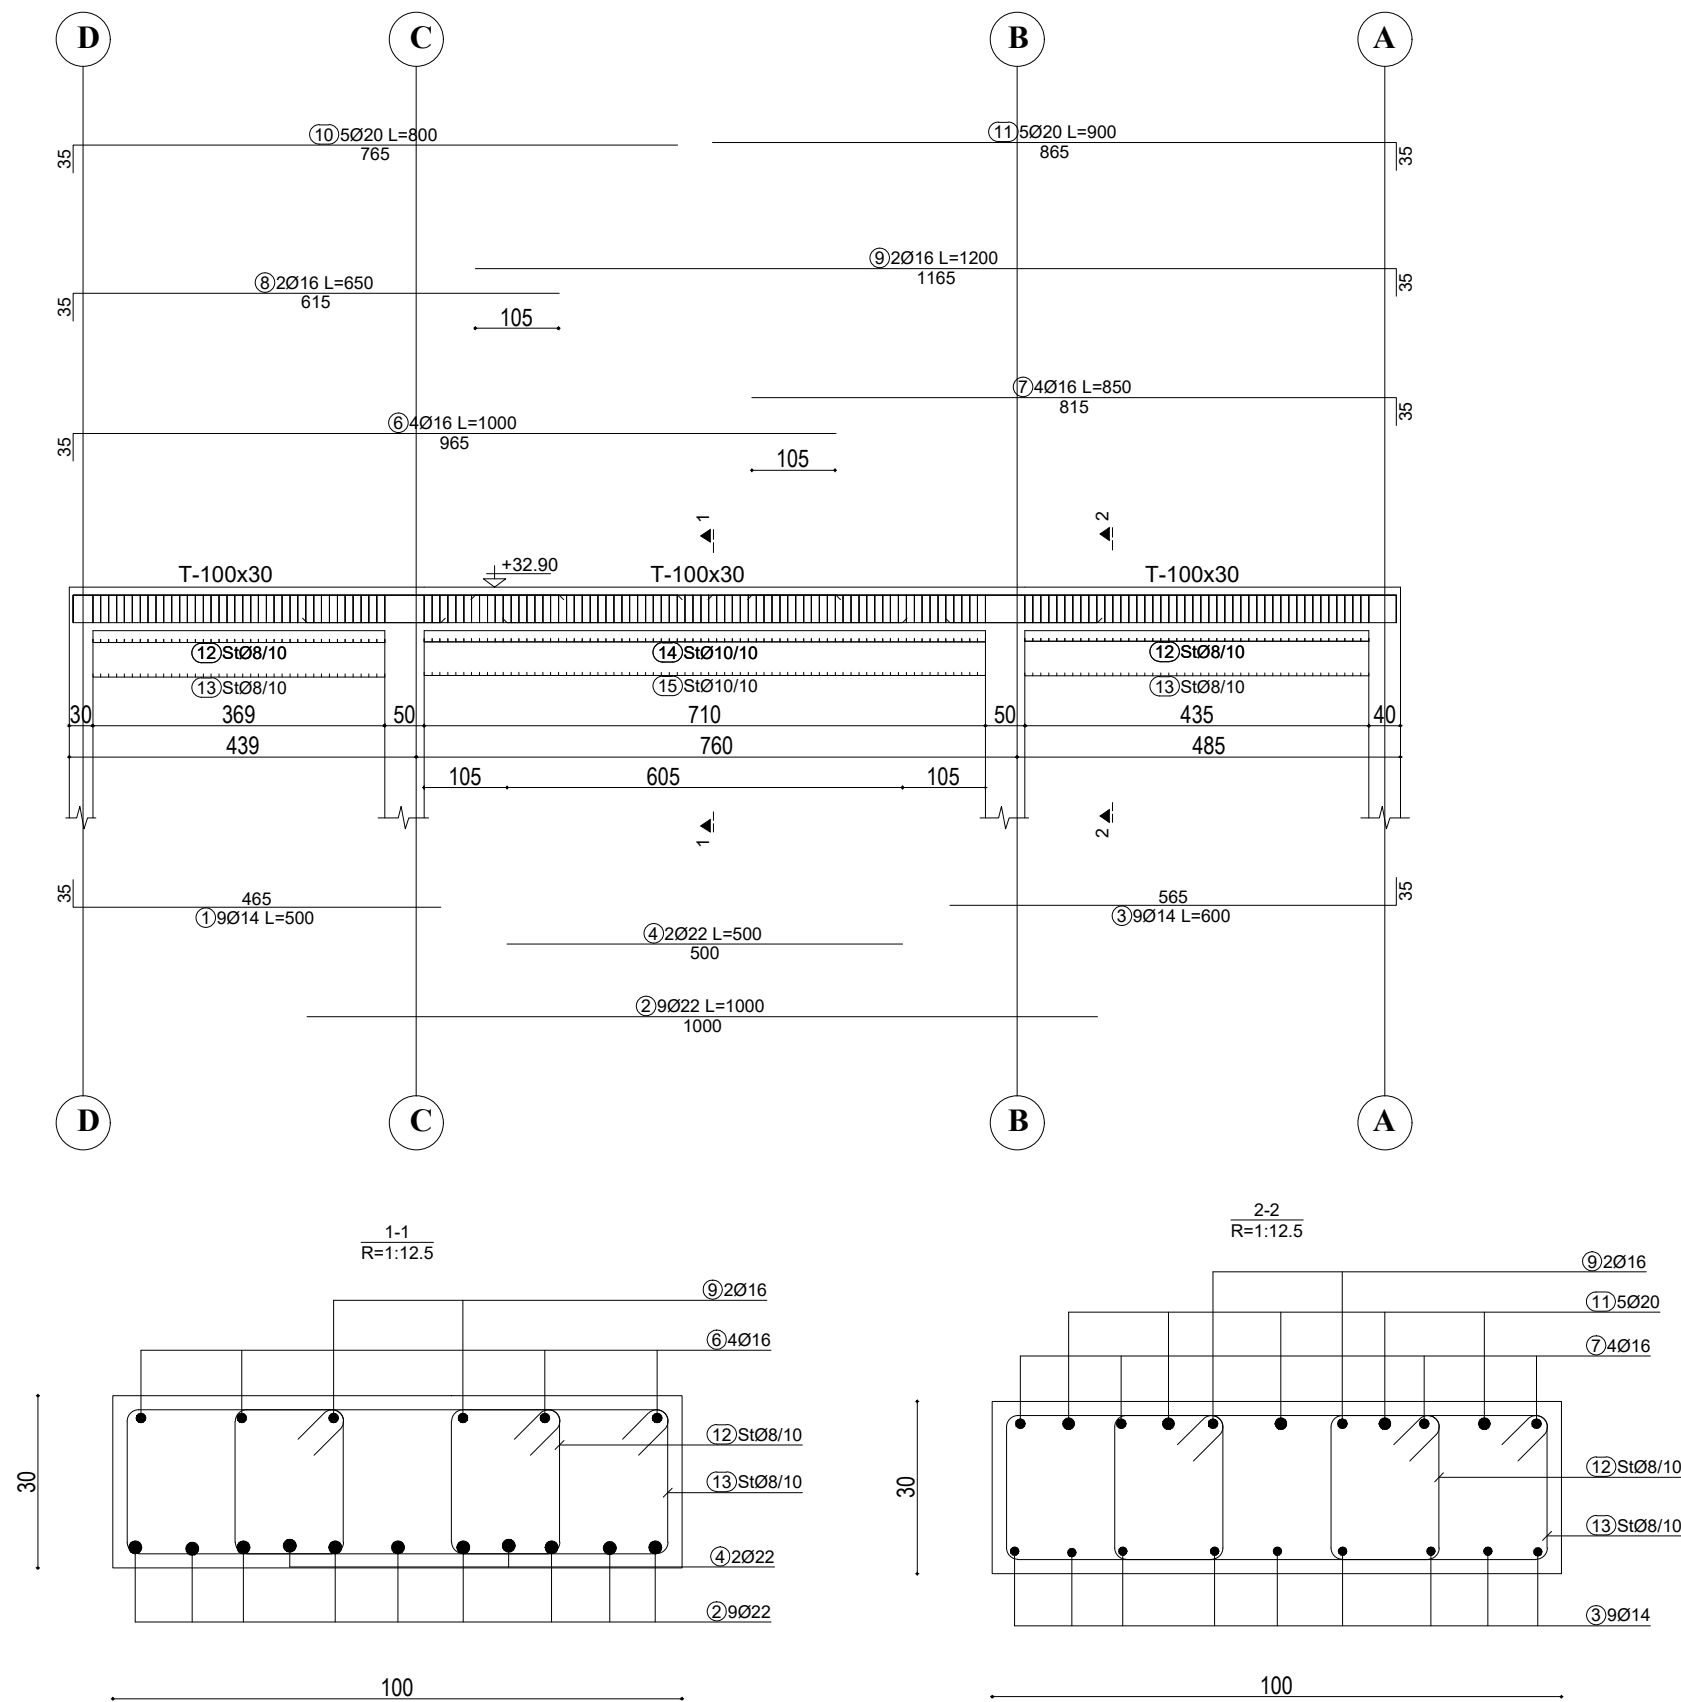 D C B A
⑩5Ø20 L=800
765
35
⑪5Ø20 L=900
865
35
⑨2Ø16 L=1200
1165
35
⑧2Ø16 L=650
615
35
105
⑦4Ø16 L=850
815
35
⑥4Ø16 L=1000
965
35
105
1 2
+32.90
T-100x30 T-100x30 T-100x30
⑫StØ8/10 ⑭StØ10/10 ⑫StØ8/10
⑬StØ8/10 ⑮StØ10/10 ⑬StØ8/10
30 369 50 710 50 435 40
439 760 485
105 605 105
1 2
35
465
①9Ø14 L=500
565
③9Ø14 L=600
35
④2Ø22 L=500
500
②9Ø22 L=1000
1000
D C B A
1-1
R=1:12.5
⑨2Ø16
⑥4Ø16
⑫StØ8/10
⑬StØ8/10
④2Ø22
②9Ø22
30
100
2-2
R=1:12.5
⑨2Ø16
⑪5Ø20
⑦4Ø16
⑫StØ8/10
⑬StØ8/10
③9Ø14
30
100